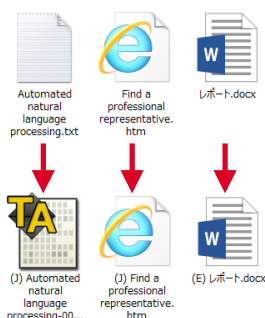 Automated
natural
language
processing.txt
Find a
professional
representative.
htm
レポート.docx
W
TA
W
(J) Automated
natural
language
processing-00...
(J) Find a
professional
representative.
htm
(E) レポート.docx